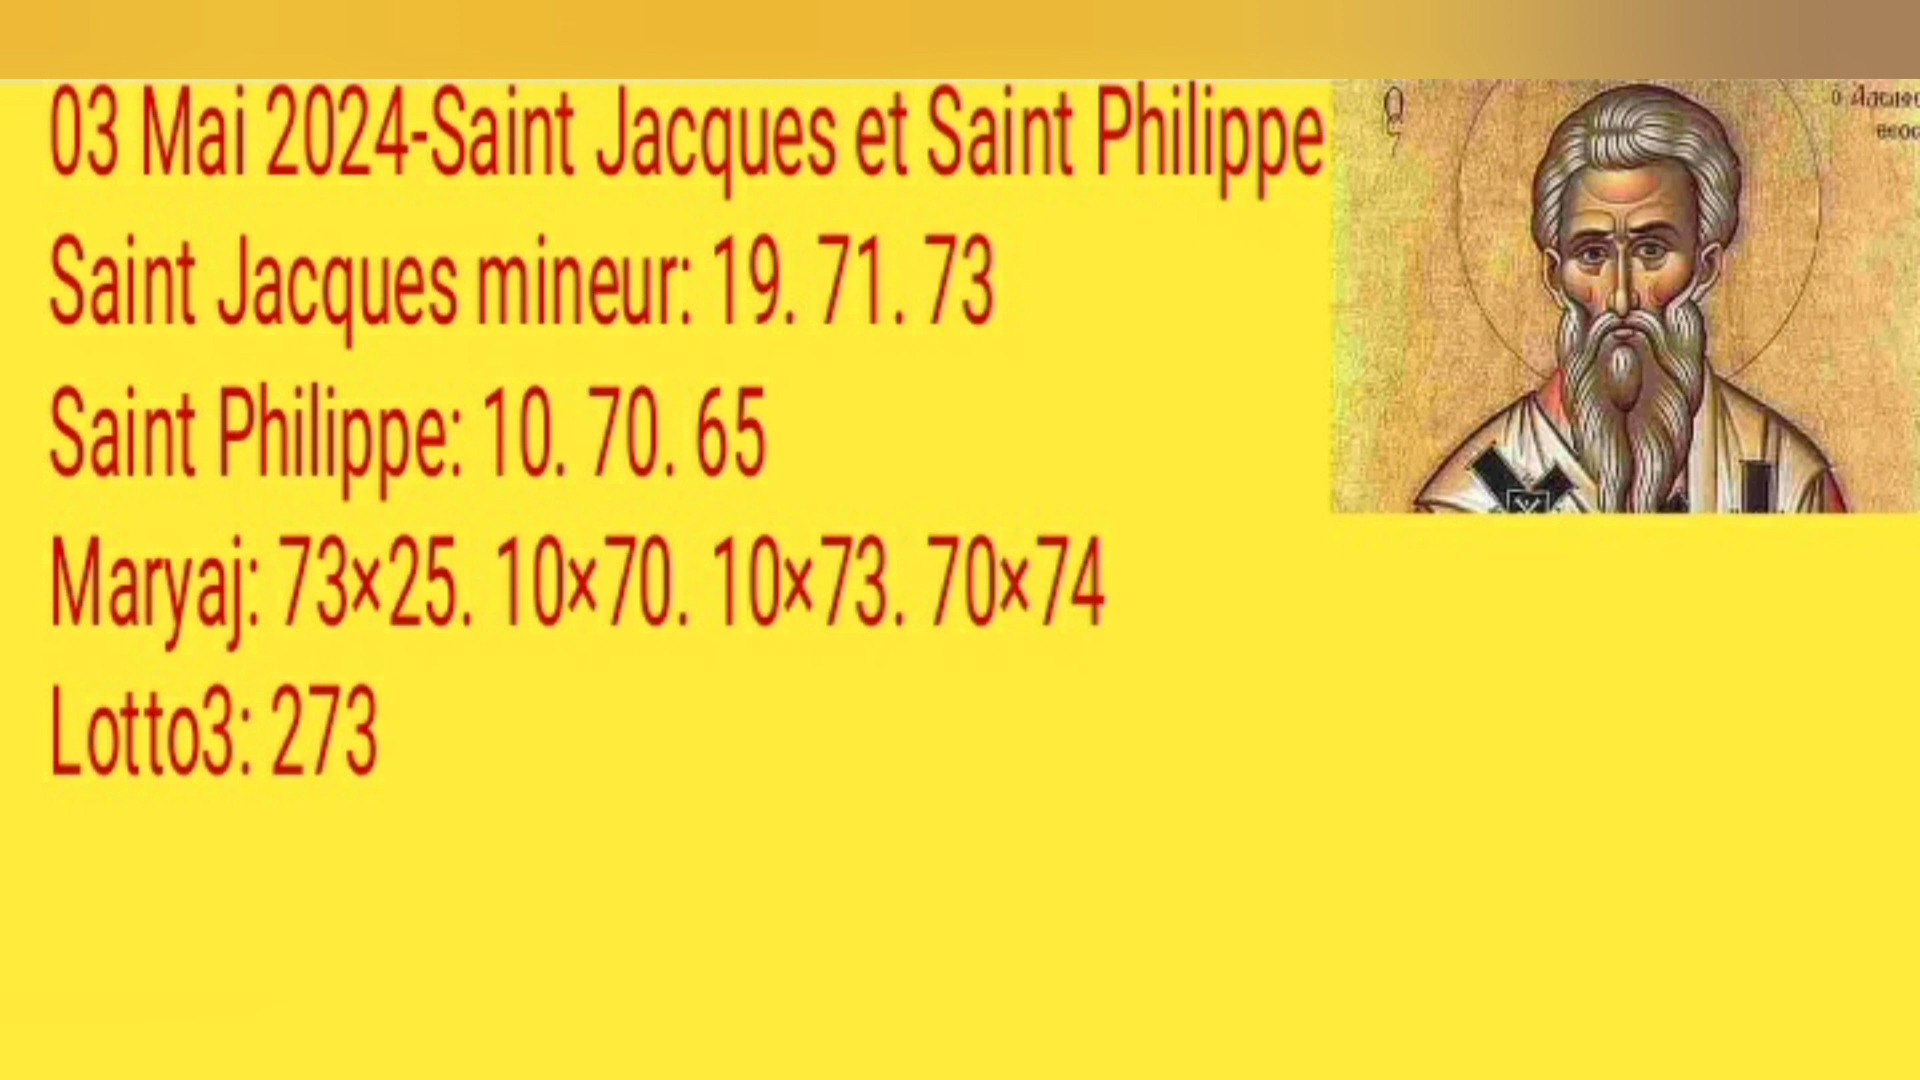 03 Mai 2024-Saint Jacques et Saint Philippe
Saint Jacques mineur: 19. 71. 73
Saint Philippe: 10. 70. 65
Maryaj: 73×25. 10×70. 10×73. 70×74
Lotto3: 273